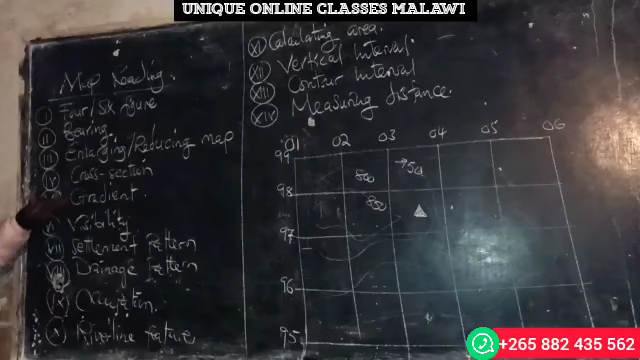 UNIQUE ONLINE CLASSES MALAWI
Map Reading.
(i) Four/six figure
(ii) Bearing
(iii) Enlarging/Reducing map
(iv) Cross-section
Gradient.
Visibility
(vii) Settlement Pattern
(viii) Drainage Pattern
(ix)
(x) Riverline feature
(xi) Calculating area.
(xii) Vertical Interval.
(xiii) Contour Interval
(xiv) Measuring distance.
01 02 03 04 05 06
99
98
97
96
95
800
850
+265 882 435 562